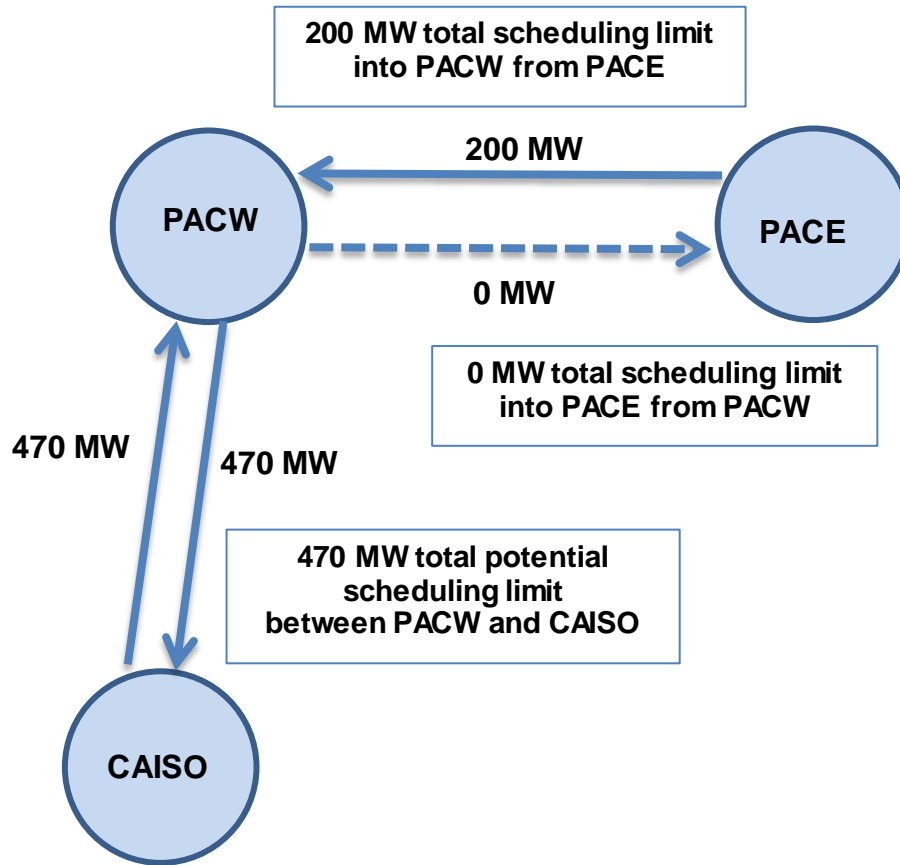 200 MW total scheduling limit
into PACW from PACE
200 MW
PACW
PACE
0 MW
0 MW total scheduling limit
into PACE from PACW
470 MW
470 MW
470 MW total potential
scheduling limit
between PACW and CAISO
CAISO